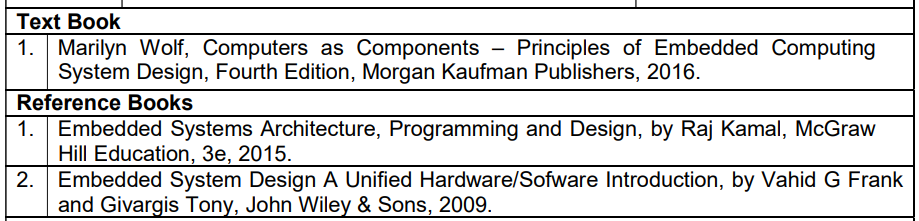 Text Book
1. Marilyn Wolf, Computers as Components – Principles of Embedded Computing
System Design, Fourth Edition, Morgan Kaufman Publishers, 2016.
Reference Books
1. Embedded Systems Architecture, Programming and Design, by Raj Kamal, McGraw
Hill Education, 3e, 2015.
2. Embedded System Design A Unified Hardware/Sofware Introduction, by Vahid G Frank
and Givargis Tony, John Wiley & Sons, 2009.